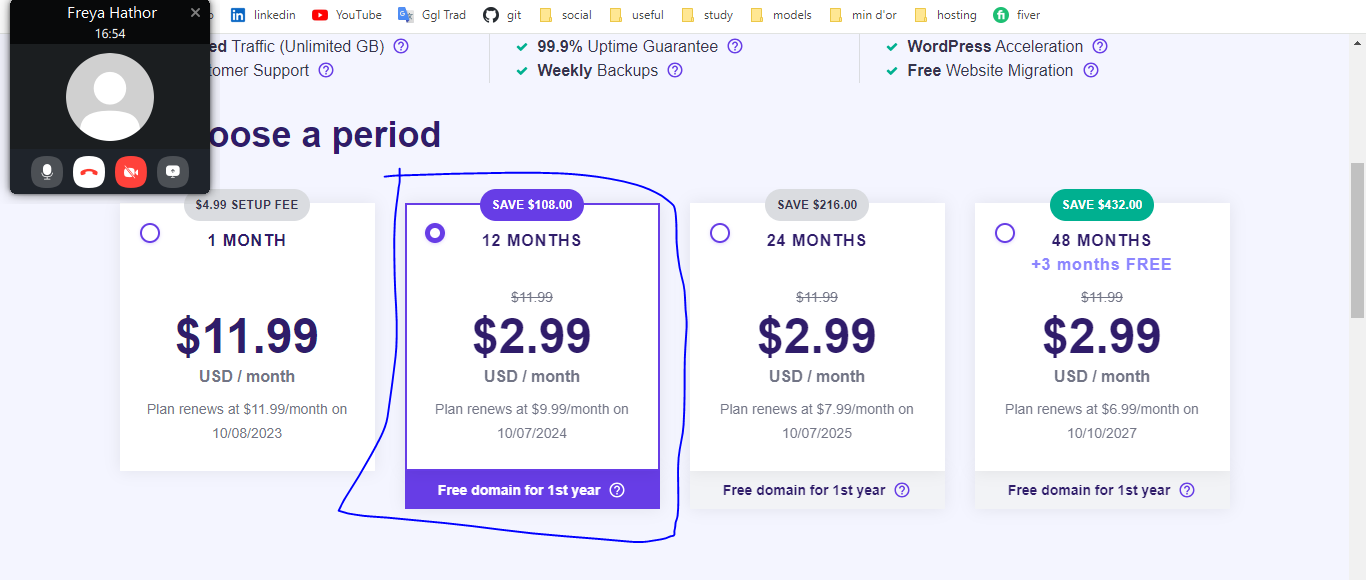 Freya Hathor
16:54
linkedin YouTube Ggl Trad git social useful study models min d'or hosting fiver
Traffic (Unlimited GB)
Support
99.9% Uptime Guarantee
Weekly Backups
WordPress Acceleration
Free Website Migration
a period
$4.99 SETUP FEE
1 MONTH
$11.99
USD / month
Plan renews at $11.99/month on
10/08/2023
SAVE $108.00
12 MONTHS
$11.99
$2.99
USD / month
Plan renews at $9.99/month on
10/07/2024
Free domain for 1st year
SAVE $216.00
24 MONTHS
$11.99
$2.99
USD / month
Plan renews at $7.99/month on
10/07/2025
Free domain for 1st year
SAVE $432.00
48 MONTHS
+3 months FREE
$11.99
$2.99
USD / month
Plan renews at $6.99/month on
10/10/2027
Free domain for 1st year